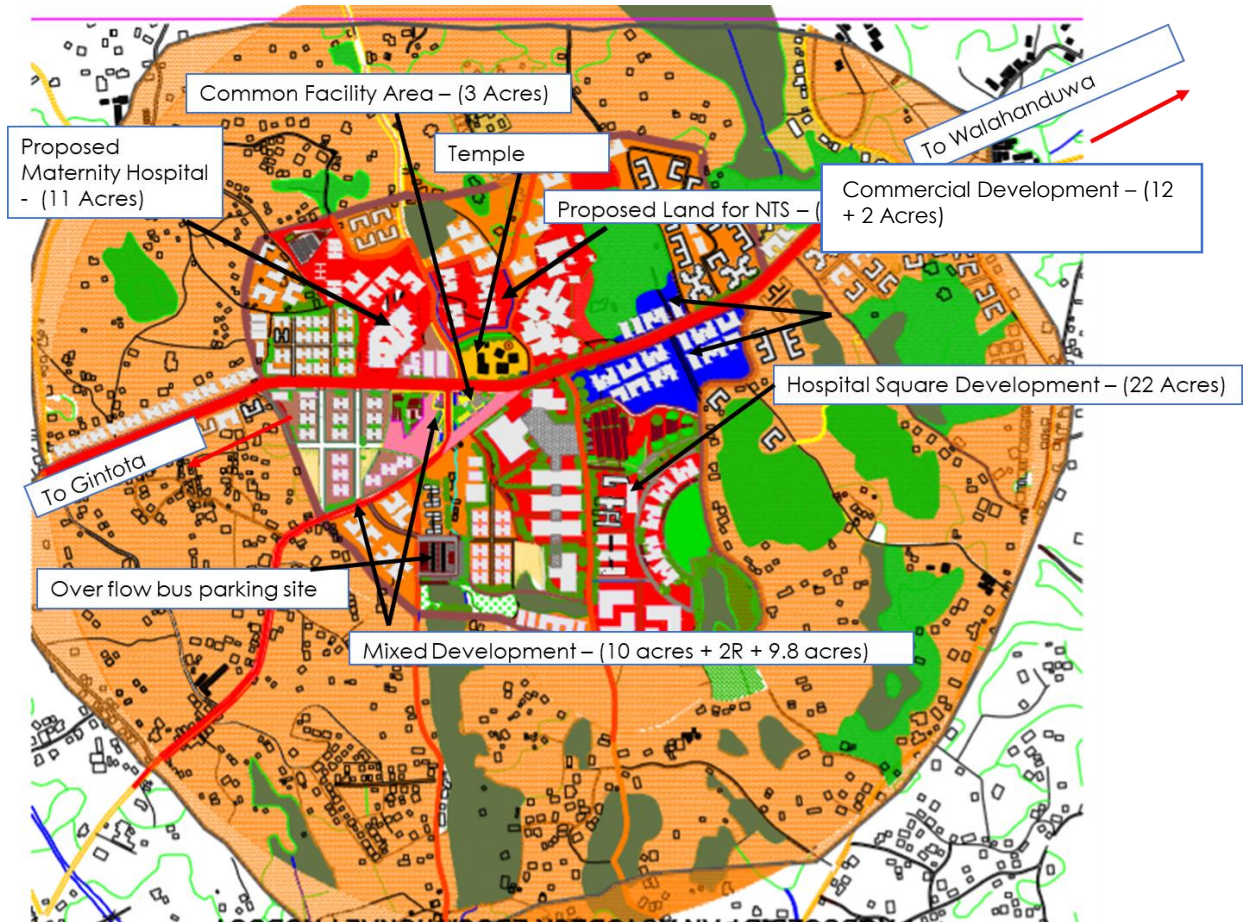 To Walahanduwa
Common Facility Area – (3 Acres)
Proposed
Maternity Hospital
- (11 Acres)
Temple
Commercial Development – (12
+ 2 Acres)
Proposed Land for NTS – (
Hospital Square Development – (22 Acres)
To Gintota
Over flow bus parking site
Mixed Development – (10 acres + 2R + 9.8 acres)